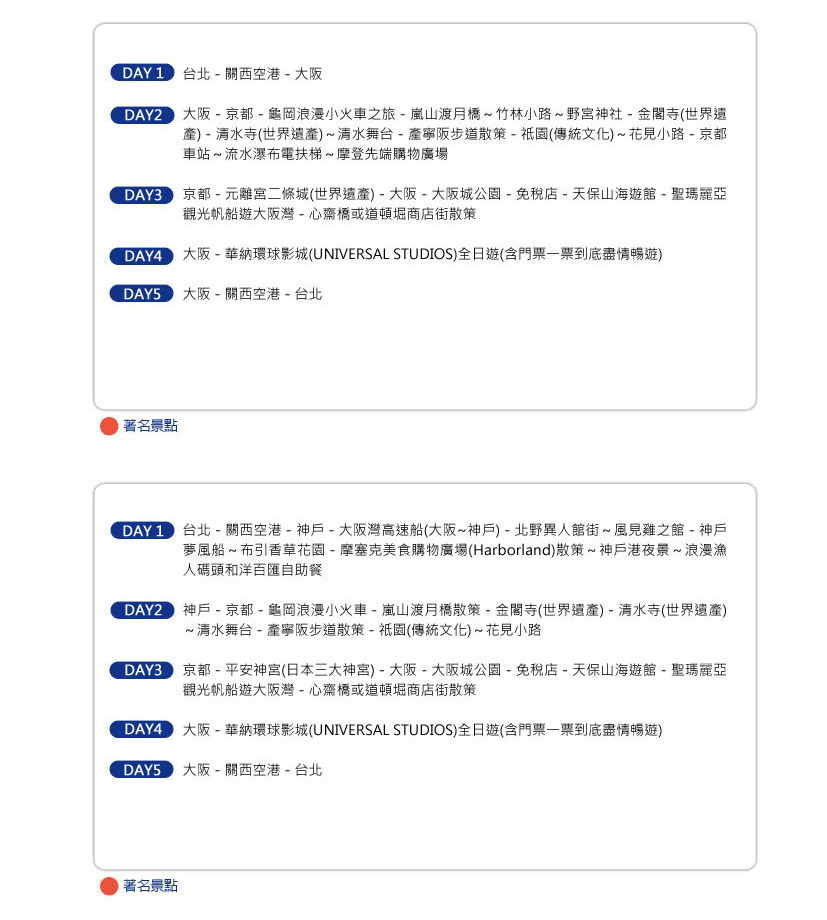 DAY 1 台北 - 關西空港 - 大阪
DAY2 大阪 - 京都 - 龜岡浪漫小火車之旅 - 嵐山渡月橋～竹林小路～野宮神社 - 金閣寺(世界遺
產) - 清水寺(世界遺產)～清水舞台 - 產寧阪步道散策 - 祇園(傳統文化)～花見小路 - 京都
車站～流水瀑布電扶梯～摩登先端購物廣場
DAY3 京都 - 元離宮二條城(世界遺產) - 大阪 - 大阪城公園 - 免稅店 - 天保山海遊館 - 聖瑪麗亞
觀光帆船遊大阪灣 - 心齋橋或道頓堀商店街散策
DAY4 大阪 - 華納環球影城(UNIVERSAL STUDIOS)全日遊(含門票一票到底盡情暢遊)
DAY5 大阪 - 關西空港 - 台北
著名景點
DAY 1 台北 - 關西空港 - 神戶 - 大阪灣高速船(大阪~神戶) - 北野異人館街～風見雞之館 - 神戶
夢風船～布引香草花園 - 摩塞克美食購物廣場(Harborland)散策～神戶港夜景～浪漫漁
人碼頭和洋百匯自助餐
DAY2 神戶 - 京都 - 龜岡浪漫小火車 - 嵐山渡月橋散策 - 金閣寺(世界遺產) - 清水寺(世界遺產)
～清水舞台 - 產寧阪步道散策 - 祇園(傳統文化)～花見小路
DAY3 京都 - 平安神宮(日本三大神宮) - 大阪 - 大阪城公園 - 免稅店 - 天保山海遊館 - 聖瑪麗亞
觀光帆船遊大阪灣 - 心齋橋或道頓堀商店街散策
DAY4 大阪 - 華納環球影城(UNIVERSAL STUDIOS)全日遊(含門票一票到底盡情暢遊)
DAY5 大阪 - 關西空港 - 台北
著名景點